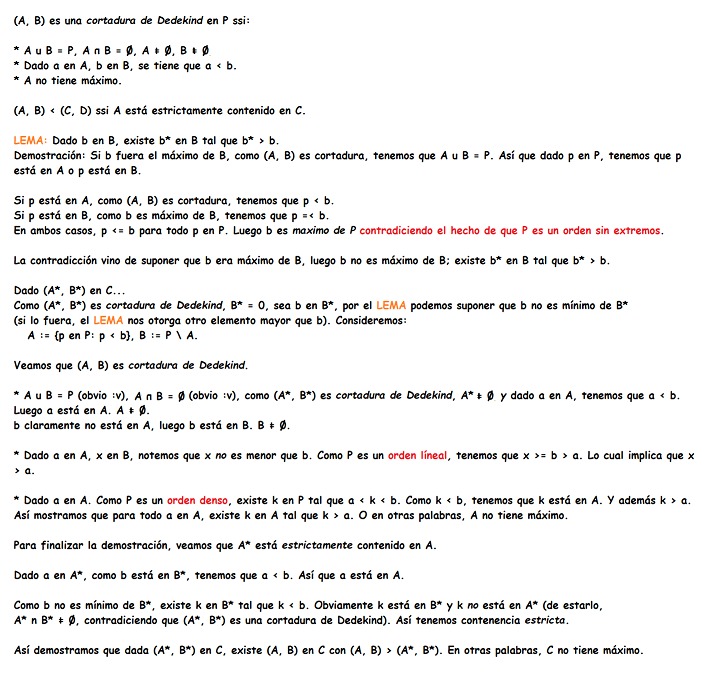 (A, B) es una cortadura de Dedekind en P ssi:
* A u B = P, A ∩ B = Ø, A ≠ Ø, B ≠ Ø
* Dado a en A, b en B, se tiene que a < b.
* A no tiene máximo.
(A, B) < (C, D) ssi A está estrictamente contenido en C.
LEMA: Dado b en B, existe b* en B tal que b* > b.
Demostración: Si b fuera el máximo de B, como (A, B) es cortadura, tenemos que A u B = P. Así que dado p en P, tenemos que p
está en A o p está en B.
Si p está en A, como (A, B) es cortadura, tenemos que p < b.
Si p está en B, como b es máximo de B, tenemos que p =< b.
En ambos casos, p <= b para todo p en P. Luego b es maximo de P contradiciendo el hecho de que P es un orden sin extremos.
La contradicción vino de suponer que b era máximo de B, luego b no es máximo de B; existe b* en B tal que b* > b.
Dado (A*, B*) en C...
Como (A*, B*) es cortadura de Dedekind, B* = 0, sea b en B*, por el LEMA podemos suponer que b no es mínimo de B*
(si lo fuera, el LEMA nos otorga otro elemento mayor que b). Consideremos:
A := {p en P: p < b}, B := P \ A.
Veamos que (A, B) es cortadura de Dedekind.
* A u B = P (obvio :v), A ∩ B = Ø (obvio :v), como (A*, B*) es cortadura de Dedekind, A* ≠ Ø y dado a en A, tenemos que a < b.
Luego a está en A. A ≠ Ø.
b claramente no está en A, luego b está en B. B ≠ Ø.
* Dado a en A, x en B, notemos que x no es menor que b. Como P es un orden líneal, tenemos que x >= b > a. Lo cual implica que x
> a.
* Dado a en A. Como P es un orden denso, existe k en P tal que a < k < b. Como k < b, tenemos que k está en A. Y además k > a.
Así mostramos que para todo a en A, existe k en A tal que k > a. O en otras palabras, A no tiene máximo.
Para finalizar la demostración, veamos que A* está estrictamente contenido en A.
Dado a en A*, como b está en B*, tenemos que a < b. Así que a está en A.
Como b no es mínimo de B*, existe k en B* tal que k < b. Obviamente k está en B* y k no está en A* (de estarlo,
A* ∩ B* ≠ Ø, contradiciendo que (A*, B*) es una cortadura de Dedekind). Así tenemos contenencia estricta.
Así demostramos que dada (A*, B*) en C, existe (A, B) en C con (A, B) > (A*, B*). En otras palabras, C no tiene máximo.